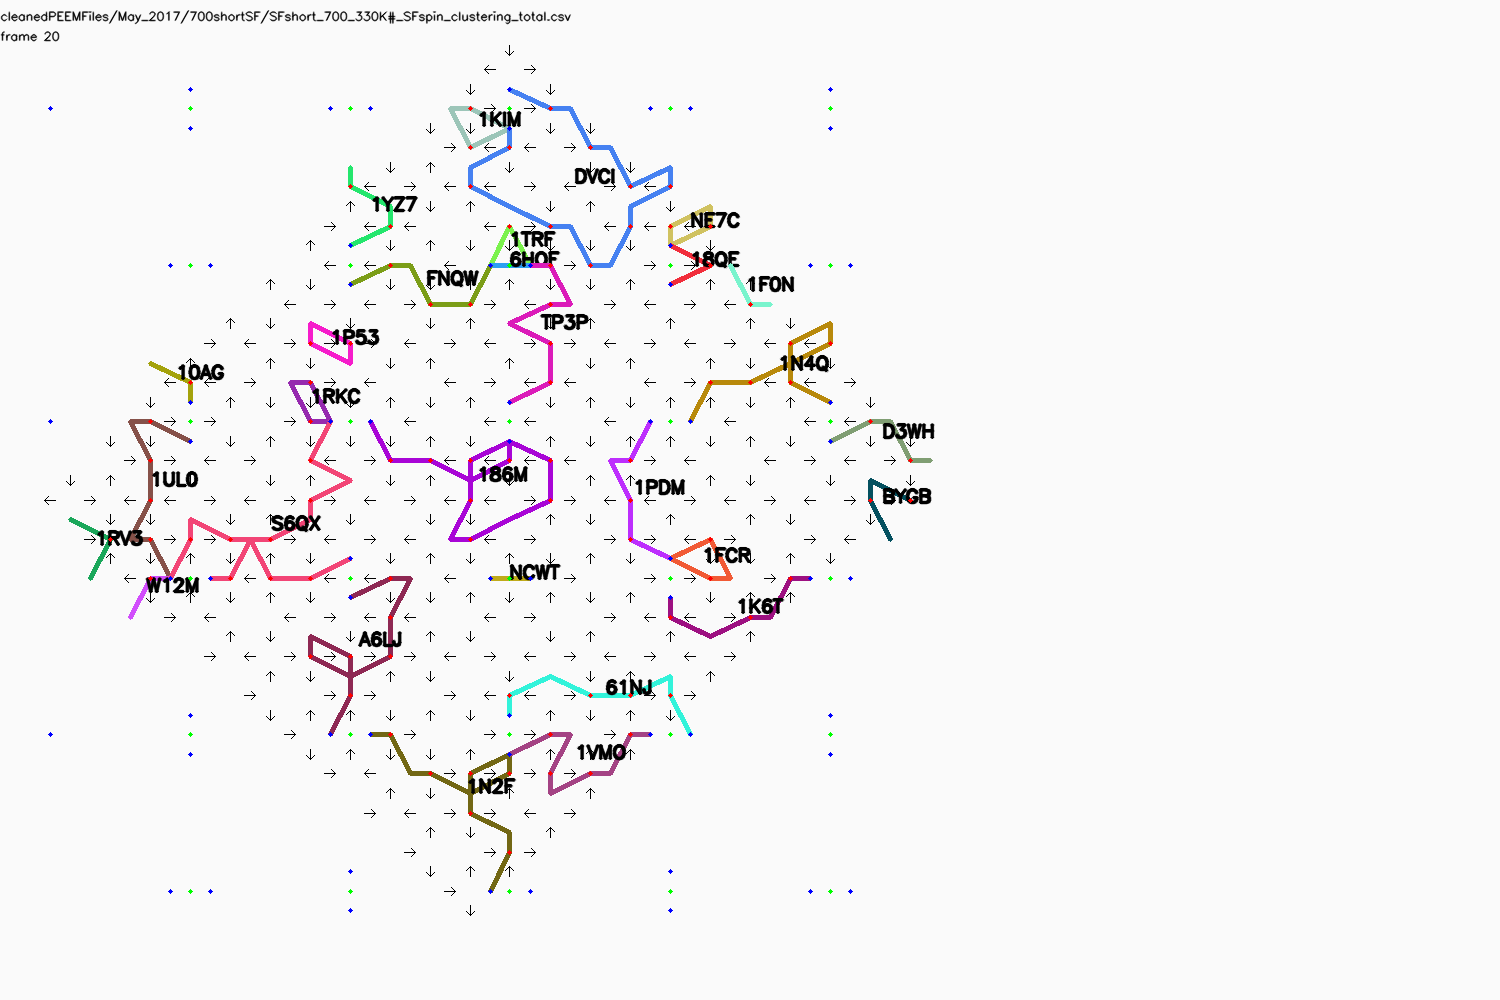 cleanedPEEMFiles/May_2017/700shortSF/SFshort_700_330K#_SFspin_clustering_total.csv
frame 20
1KIM
DVCI
1YZ7
NE7C
1TRF
6HOF
18QE
FNQW
1F0N
TP3P
1P53
1N4Q
10AG
1RKC
D3WH
186M
1UL0
1PDM
BYGB
S6QX
1RV3
1FCR
NCWT
W12M
1K6T
A6LJ
61NJ
1VMO
1N2F